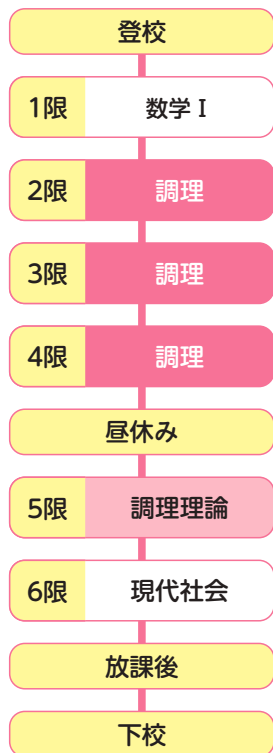 登校
1限 数学 I
2限 調理
3限 調理
4限 調理
昼休み
5限 調理理論
6限 現代社会
放課後
下校